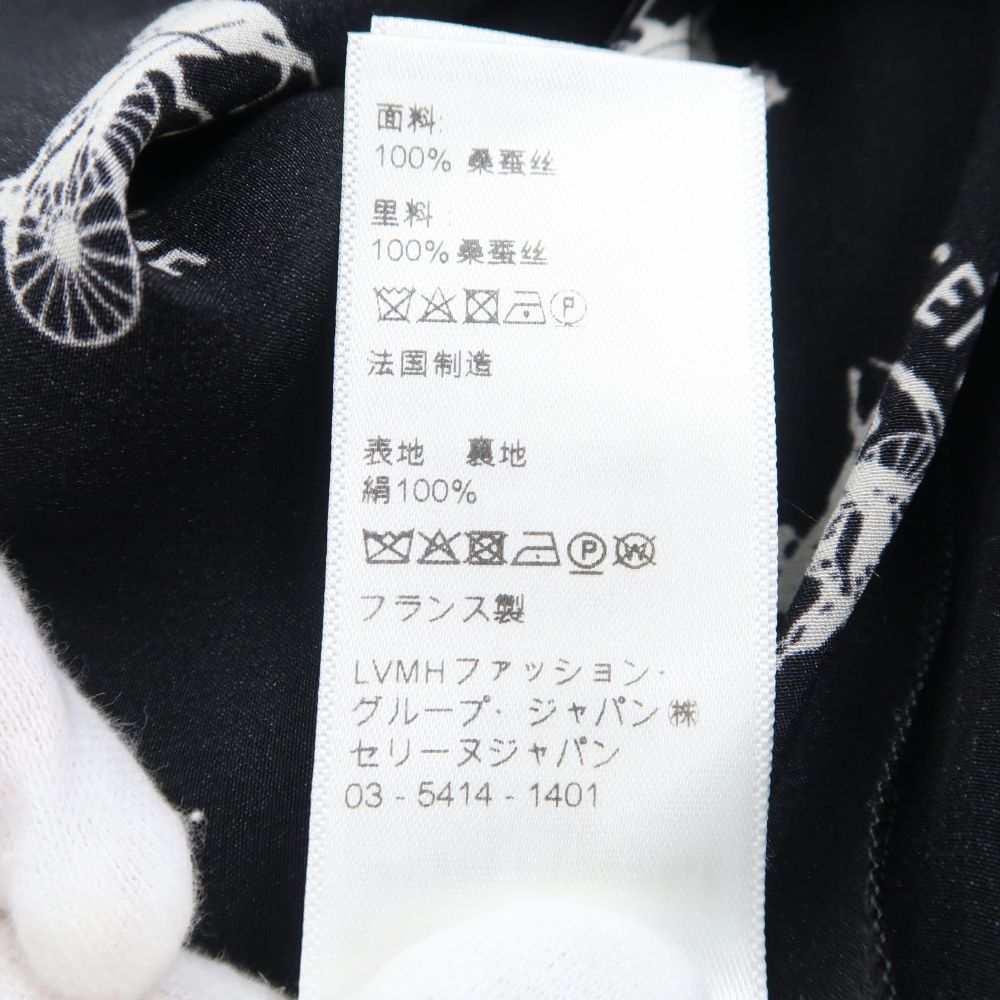 面料:
100% 桑蚕丝
里料:
100% 桑蚕丝
P
法国制造
表地 裏地
絹100%
P W
フランス製
LVMHファッション・
グループ・ジャパン㈱
セリーヌジャパン
03 - 5414 - 1401